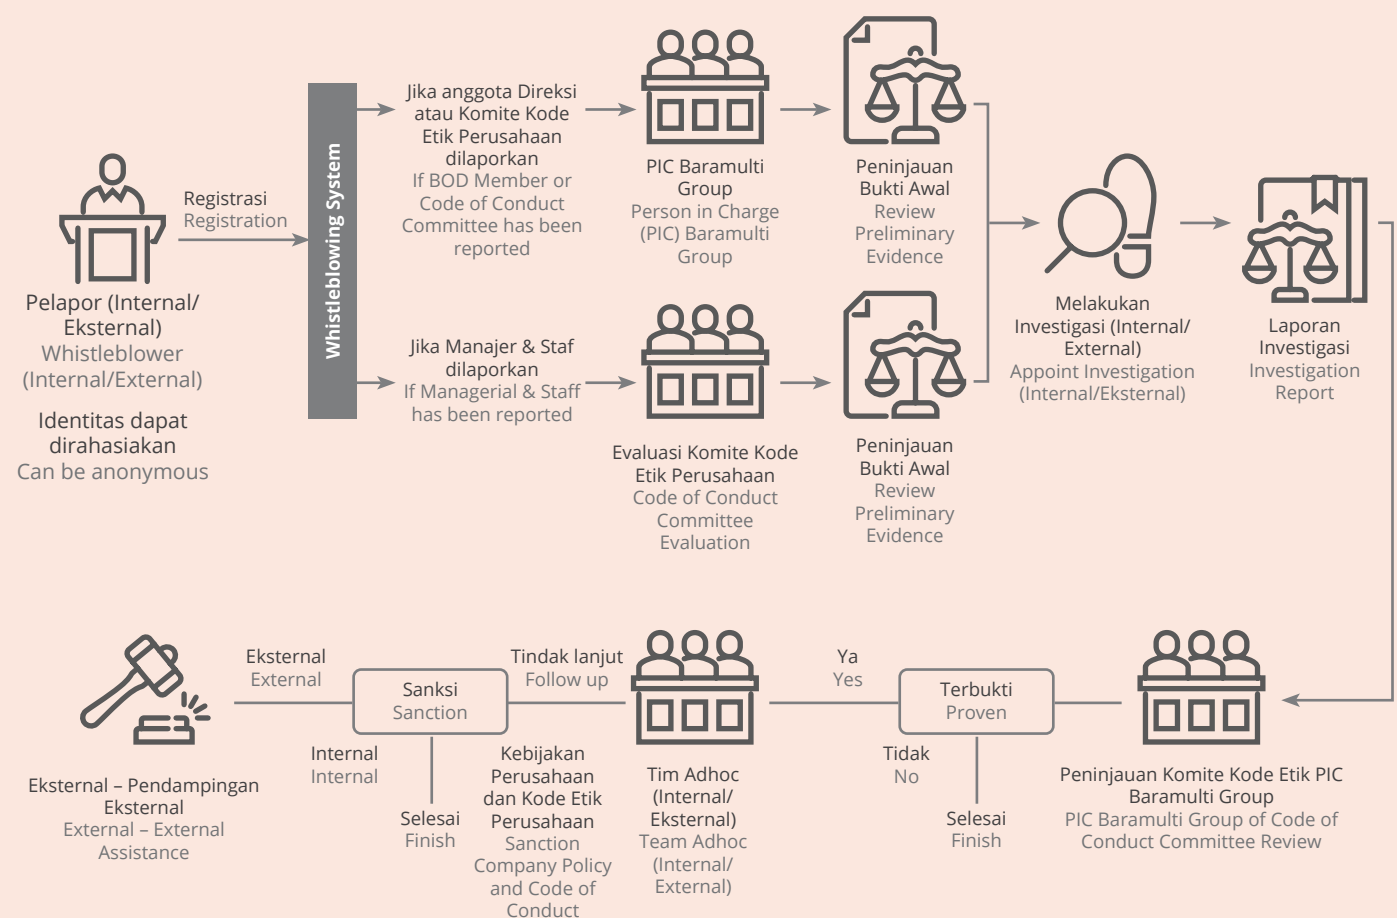 Registrasi
Registration
Pelapor (Internal/
Eksternal)
Whistleblower
(Internal/External)
Identitas dapat
dirahasiakan
Can be anonymous
Whistleblowing System
Jika anggota Direksi
atau Komite Kode
Etik Perusahaan
dilaporkan
If BOD Member or
Code of Conduct
Committee has been
reported
PIC Baramulti
Group
Person in Charge
(PIC) Baramulti
Group
Peninjauan
Bukti Awal
Review
Preliminary
Evidence
Jika Manajer & Staf
dilaporkan
If Managerial & Staff
has been reported
Evaluasi Komite Kode
Etik Perusahaan
Code of Conduct
Committee
Evaluation
Peninjauan
Bukti Awal
Review
Preliminary
Evidence
Melakukan
Investigasi (Internal/
External)
Appoint Investigation
(Internal/Eksternal)
Laporan
Investigasi
Investigation
Report
Peninjauan Komite Kode Etik PIC
Baramulti Group
PIC Baramulti Group of Code of
Conduct Committee Review
Terbukti
Proven
Ya
Yes
Tidak
No
Selesai
Finish
Tim Adhoc
(Internal/
Eksternal)
Team Adhoc
(Internal/
External)
Tindak lanjut
Follow up
Kebijakan
Perusahaan
dan Kode Etik
Perusahaan
Sanction
Company Policy
and Code of
Conduct
Sanksi
Sanction
Internal
Internal
Selesai
Finish
Eksternal
External
Eksternal – Pendampingan
Eksternal
External – External
Assistance